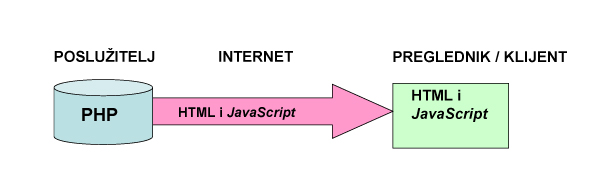 POSLUŽITELJ INTERNET PREGLEDNIK / KLIJENT
PHP
HTML i JavaScript
HTML i
JavaScript